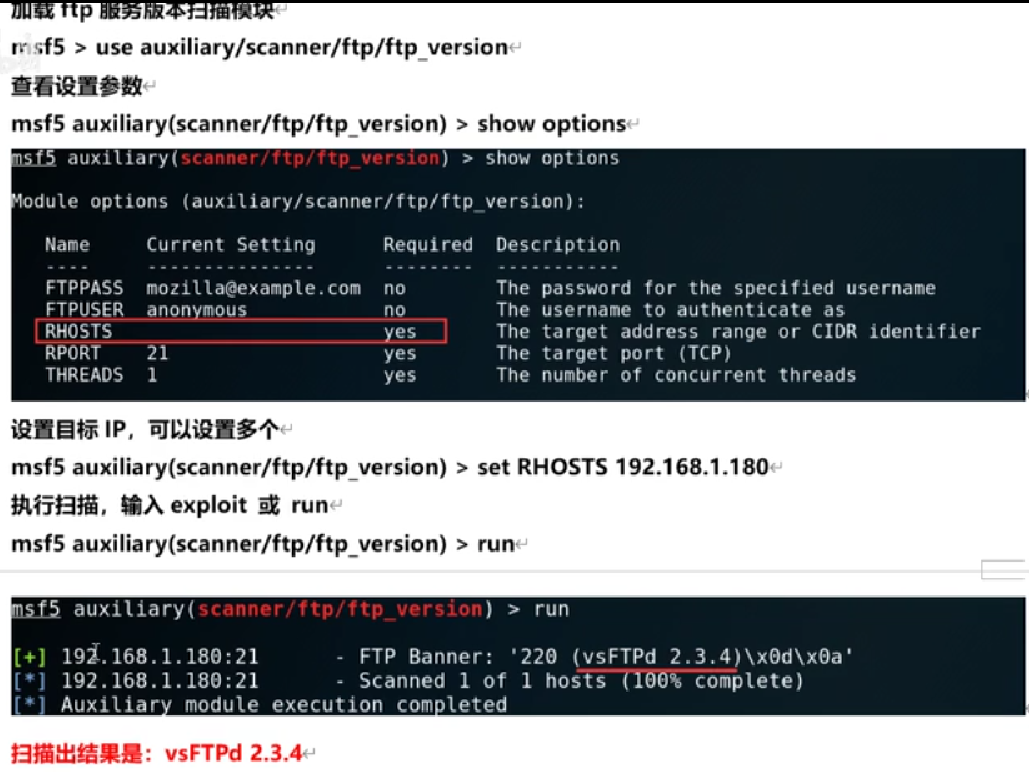 加载 ftp 服务版本扫描模块↵
msf5 > use auxiliary/scanner/ftp/ftp_version↵
查看设置参数↵
msf5 auxiliary(scanner/ftp/ftp_version) > show options↵
msf5 auxiliary(scanner/ftp/ftp_version) > show options
Module options (auxiliary/scanner/ftp/ftp_version):
Name Current Setting Required Description
---- --------------- -------- -----------
FTPPASS mozilla@example.com no The password for the specified username
FTPUSER anonymous no The username to authenticate as
RHOSTS yes The target address range or CIDR identifier
RPORT 21 yes The target port (TCP)
THREADS 1 yes The number of concurrent threads
设置目标 IP，可以设置多个↵
msf5 auxiliary(scanner/ftp/ftp_version) > set RHOSTS 192.168.1.180↵
执行扫描，输入 exploit 或 run↵
msf5 auxiliary(scanner/ftp/ftp_version) > run↵
msf5 auxiliary(scanner/ftp/ftp_version) > run
[+] 192.168.1.180:21 - FTP Banner: '220 (vsFTPd 2.3.4)\x0d\x0a'
[*] 192.168.1.180:21 - Scanned 1 of 1 hosts (100% complete)
[*] Auxiliary module execution completed
扫描出结果是：vsFTPd 2.3.4↵